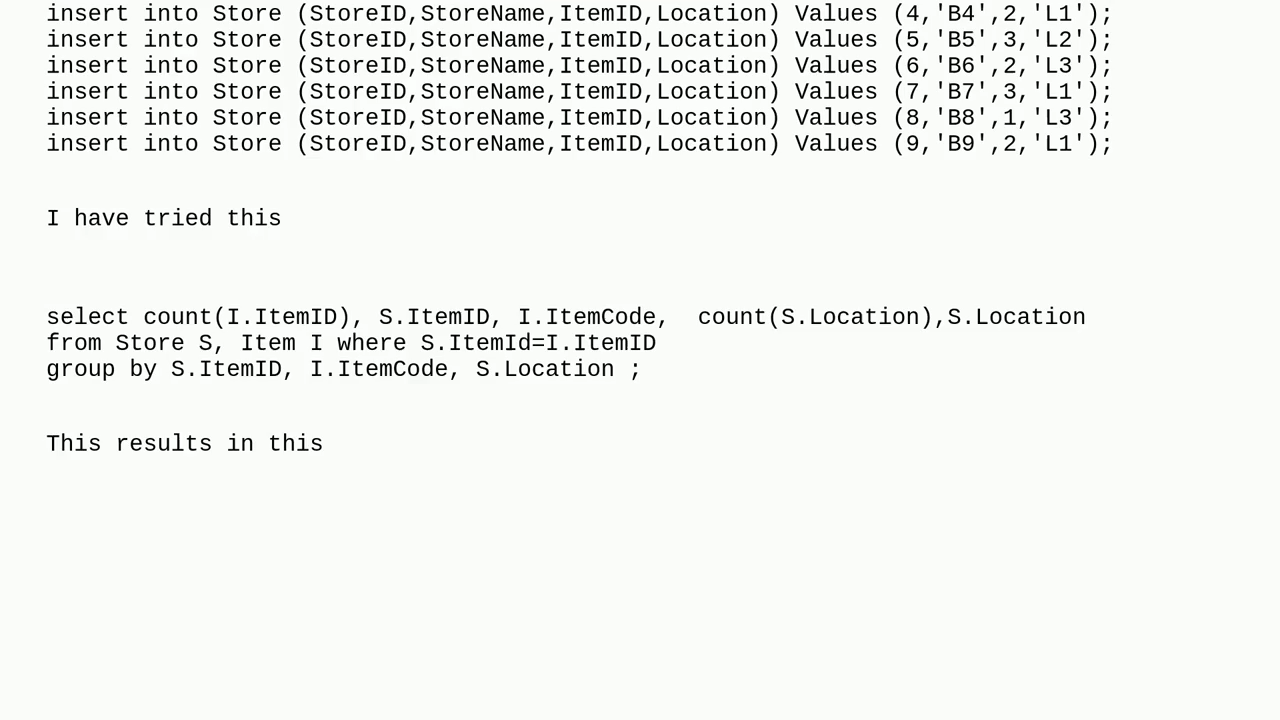 insert into Store (StoreID,StoreName,ItemID,Location) Values (4,'B4',2,'L1');
insert into Store (StoreID,StoreName,ItemID,Location) Values (5,'B5',3,'L2');
insert into Store (StoreID,StoreName,ItemID,Location) Values (6,'B6',2,'L3');
insert into Store (StoreID,StoreName,ItemID,Location) Values (7,'B7',3,'L1');
insert into Store (StoreID,StoreName,ItemID,Location) Values (8,'B8',1,'L3');
insert into Store (StoreID,StoreName,ItemID,Location) Values (9,'B9',2,'L1');
I have tried this
select count(I.ItemID), S.ItemID, I.ItemCode,  count(S.Location),S.Location
from Store S, Item I where S.ItemId=I.ItemID
group by S.ItemID, I.ItemCode, S.Location ;
This results in this